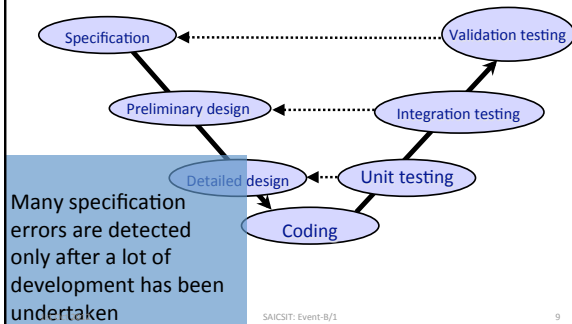 Specification
Validation testing
Preliminary design
Integration testing
Detailed design
Unit testing
Coding
Many specification
errors are detected
only after a lot of
development has been
undertaken
SAICSIT: Event-B/1
9